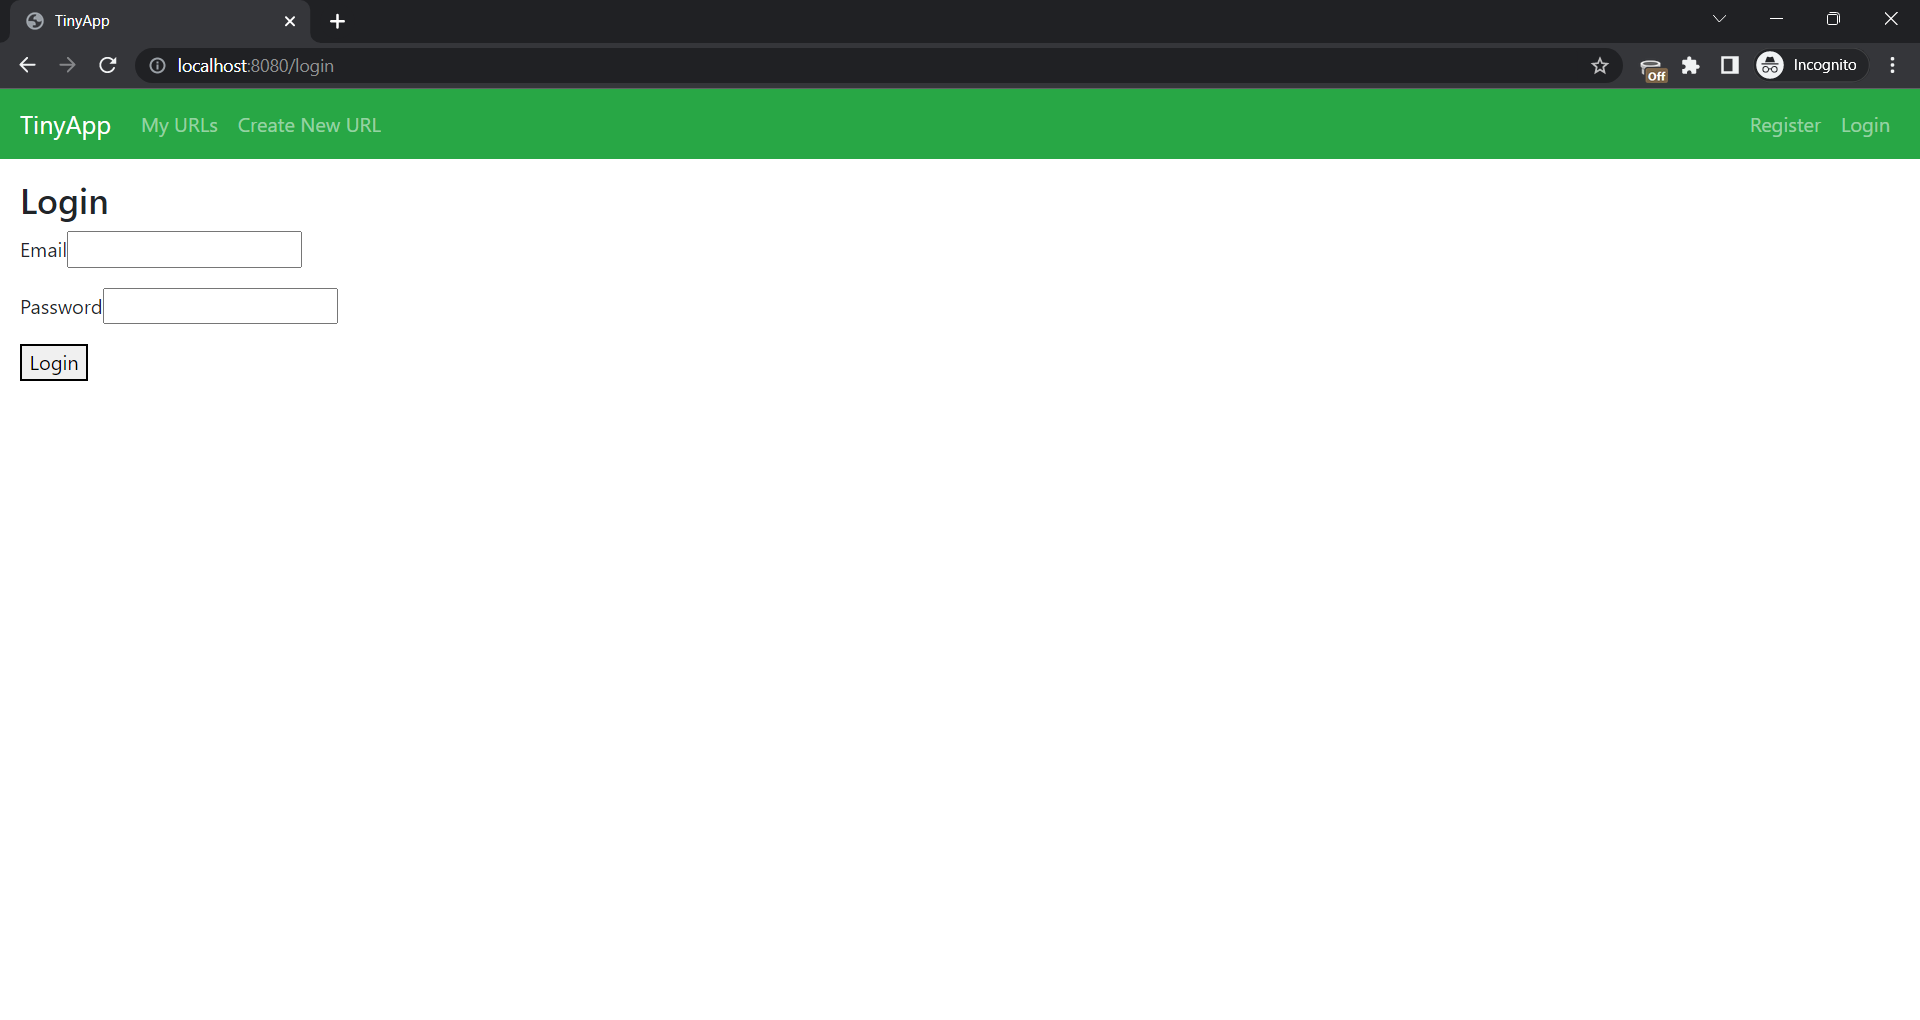 TinyApp
localhost:8080/login
Off
Incognito
TinyApp My URLs Create New URL Register Login
Login
Email
Password
Login